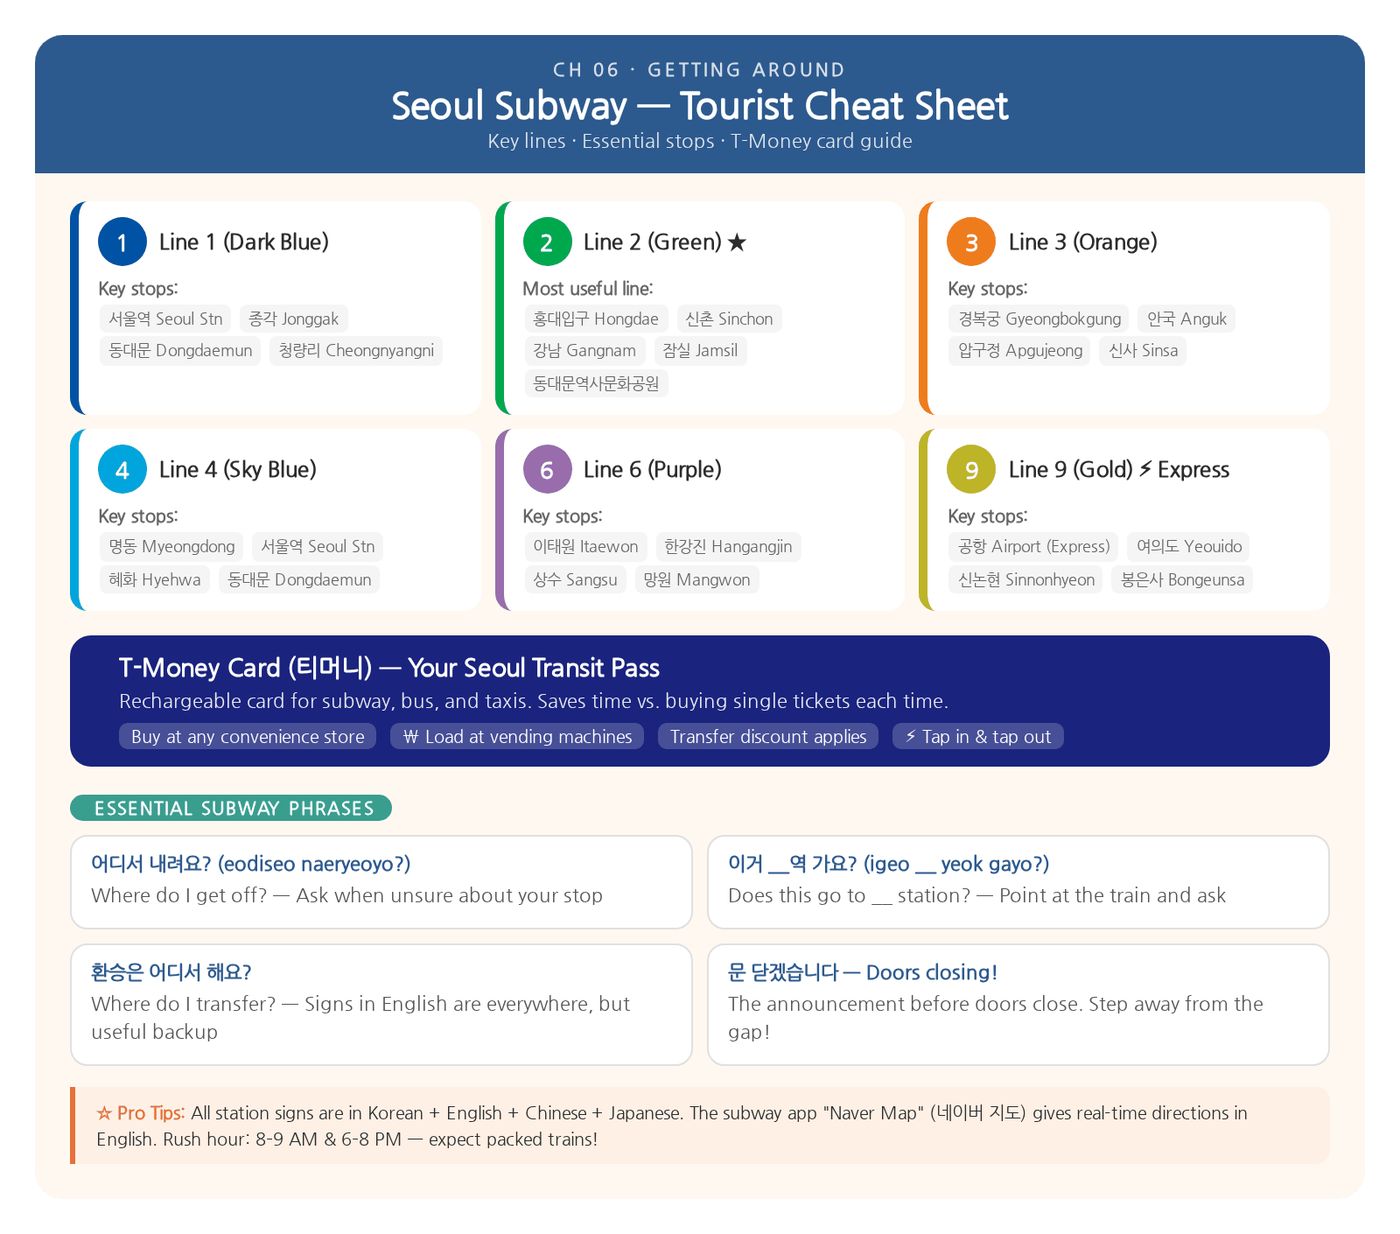 CH 06 · GETTING AROUND
Seoul Subway — Tourist Cheat Sheet
Key lines · Essential stops · T-Money card guide
1 Line 1 (Dark Blue)
Key stops:
서울역 Seoul Stn 종각 Jonggak
동대문 Dongdaemun 청량리 Cheongnyangni
2 Line 2 (Green) ★
Most useful line:
홍대입구 Hongdae 신촌 Sinchon
강남 Gangnam 잠실 Jamsil
동대문역사문화공원
3 Line 3 (Orange)
Key stops:
경복궁 Gyeongbokgung 안국 Anguk
압구정 Apgujeong 신사 Sinsa
4 Line 4 (Sky Blue)
Key stops:
명동 Myeongdong 서울역 Seoul Stn
혜화 Hyehwa 동대문 Dongdaemun
6 Line 6 (Purple)
Key stops:
이태원 Itaewon 한강진 Hangangjin
상수 Sangsu 망원 Mangwon
9 Line 9 (Gold) ⚡ Express
Key stops:
공항 Airport (Express) 여의도 Yeouido
신논현 Sinnonhyeon 봉은사 Bongeunsa
T-Money Card (티머니) — Your Seoul Transit Pass
Rechargeable card for subway, bus, and taxis. Saves time vs. buying single tickets each time.
Buy at any convenience store ₩ Load at vending machines Transfer discount applies ⚡ Tap in & tap out
ESSENTIAL SUBWAY PHRASES
어디서 내려요? (eodiseo naeryeoyo?)
Where do I get off? — Ask when unsure about your stop
이거 __역 가요? (igeo __ yeok gayo?)
Does this go to __ station? — Point at the train and ask
환승은 어디서 해요?
Where do I transfer? — Signs in English are everywhere, but
useful backup
문 닫겠습니다 — Doors closing!
The announcement before doors close. Step away from the
gap!
☆ Pro Tips: All station signs are in Korean + English + Chinese + Japanese. The subway app "Naver Map" (네이버 지도) gives real-time directions in
English. Rush hour: 8-9 AM & 6-8 PM — expect packed trains!